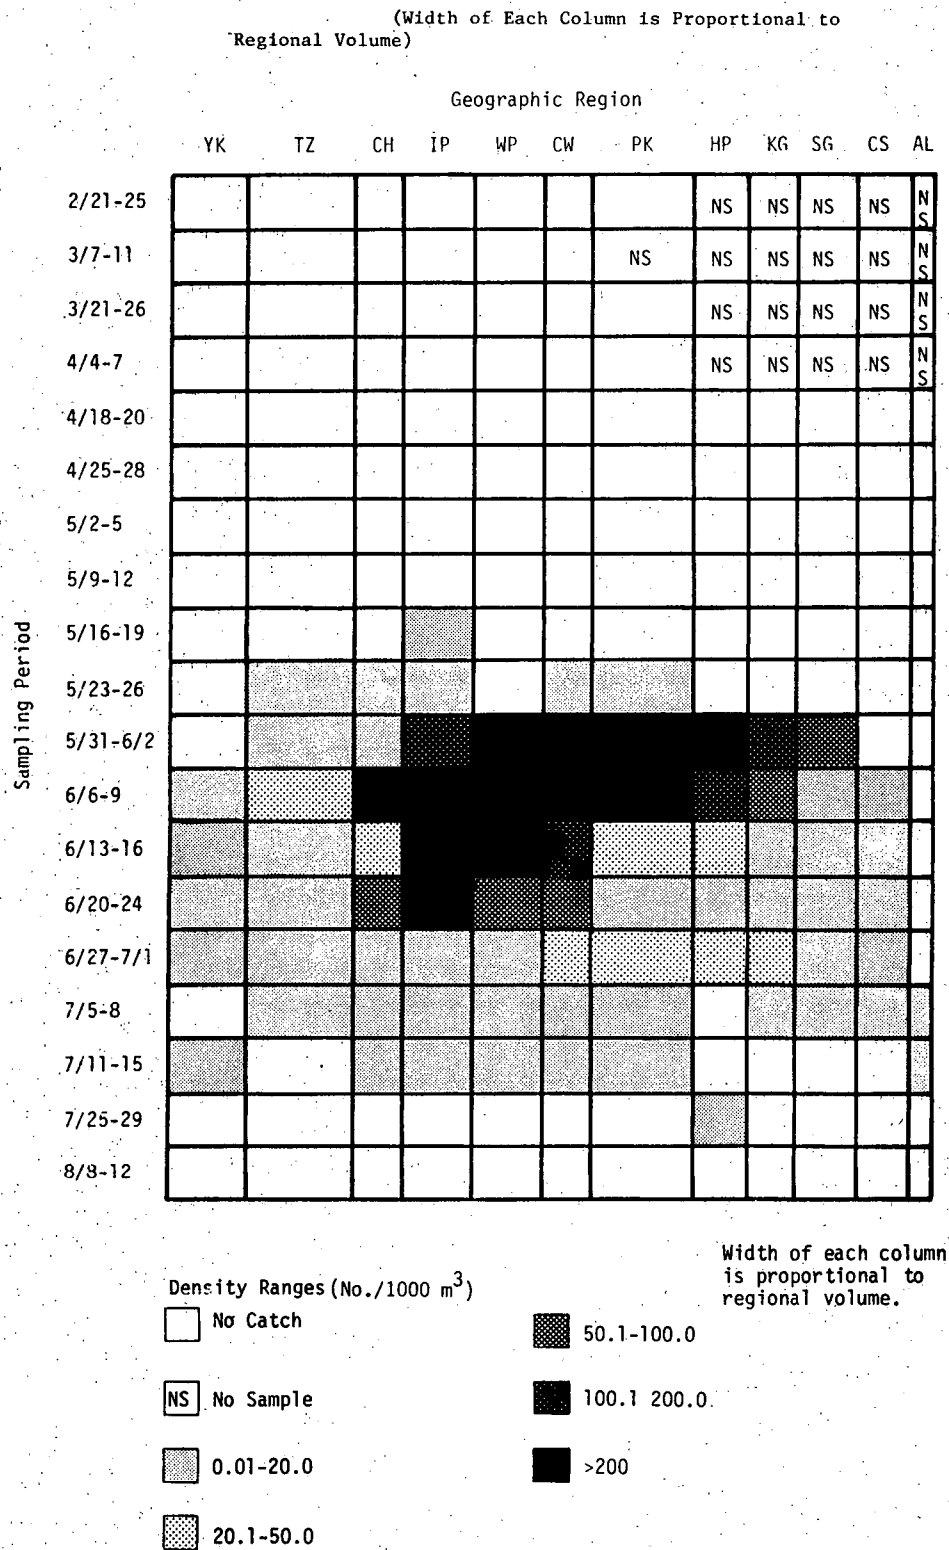 (Width of Each Column is Proportional to
Regional Volume)
Geographic Region
YK TZ CH IP WP CW PK HP KG SG CS AL
Sampling Period
2/21-25 NS NS NS NS NS
3/7-11 NS NS NS NS NS NS
3/21-26 NS NS NS NS NS
4/4-7 NS NS NS NS NS
4/18-20
4/25-28
5/2-5
5/9-12
5/16-19
5/23-26
5/31-6/2
6/6-9
6/13-16
6/20-24
6/27-7/1
7/5-8
7/11-15
7/25-29
8/8-12
Width of each column
is proportional to
regional volume.
Density Ranges (No./1000 m³)
No Catch
NS No Sample
0.01-20.0
20.1-50.0
50.1-100.0
100.1 200.0
>200